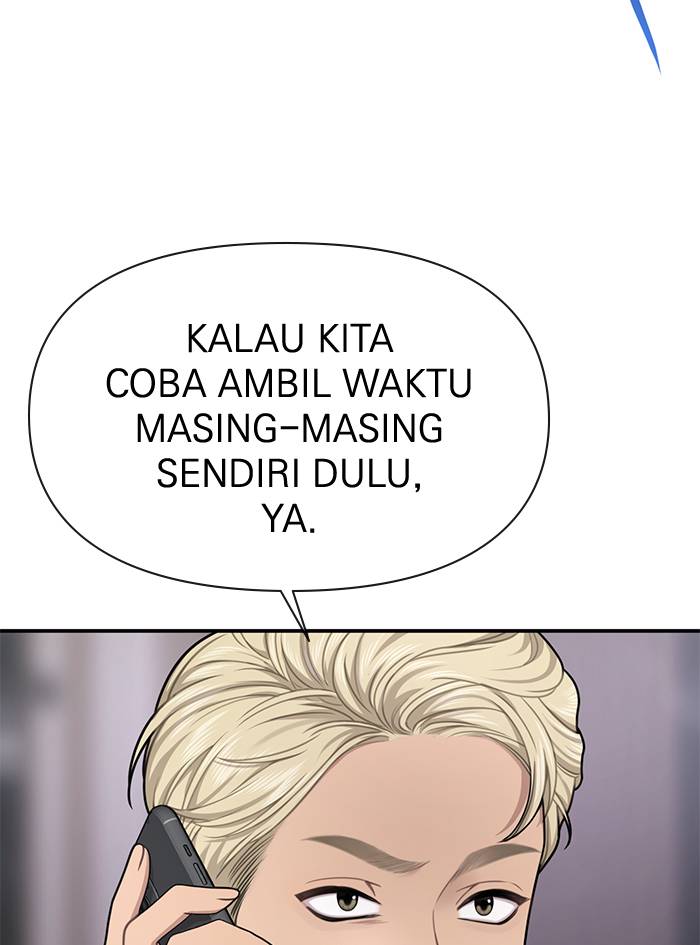 KALAU KITA
COBA AMBIL WAKTU
MASING-MASING
SENDIRI DULU,
YA.